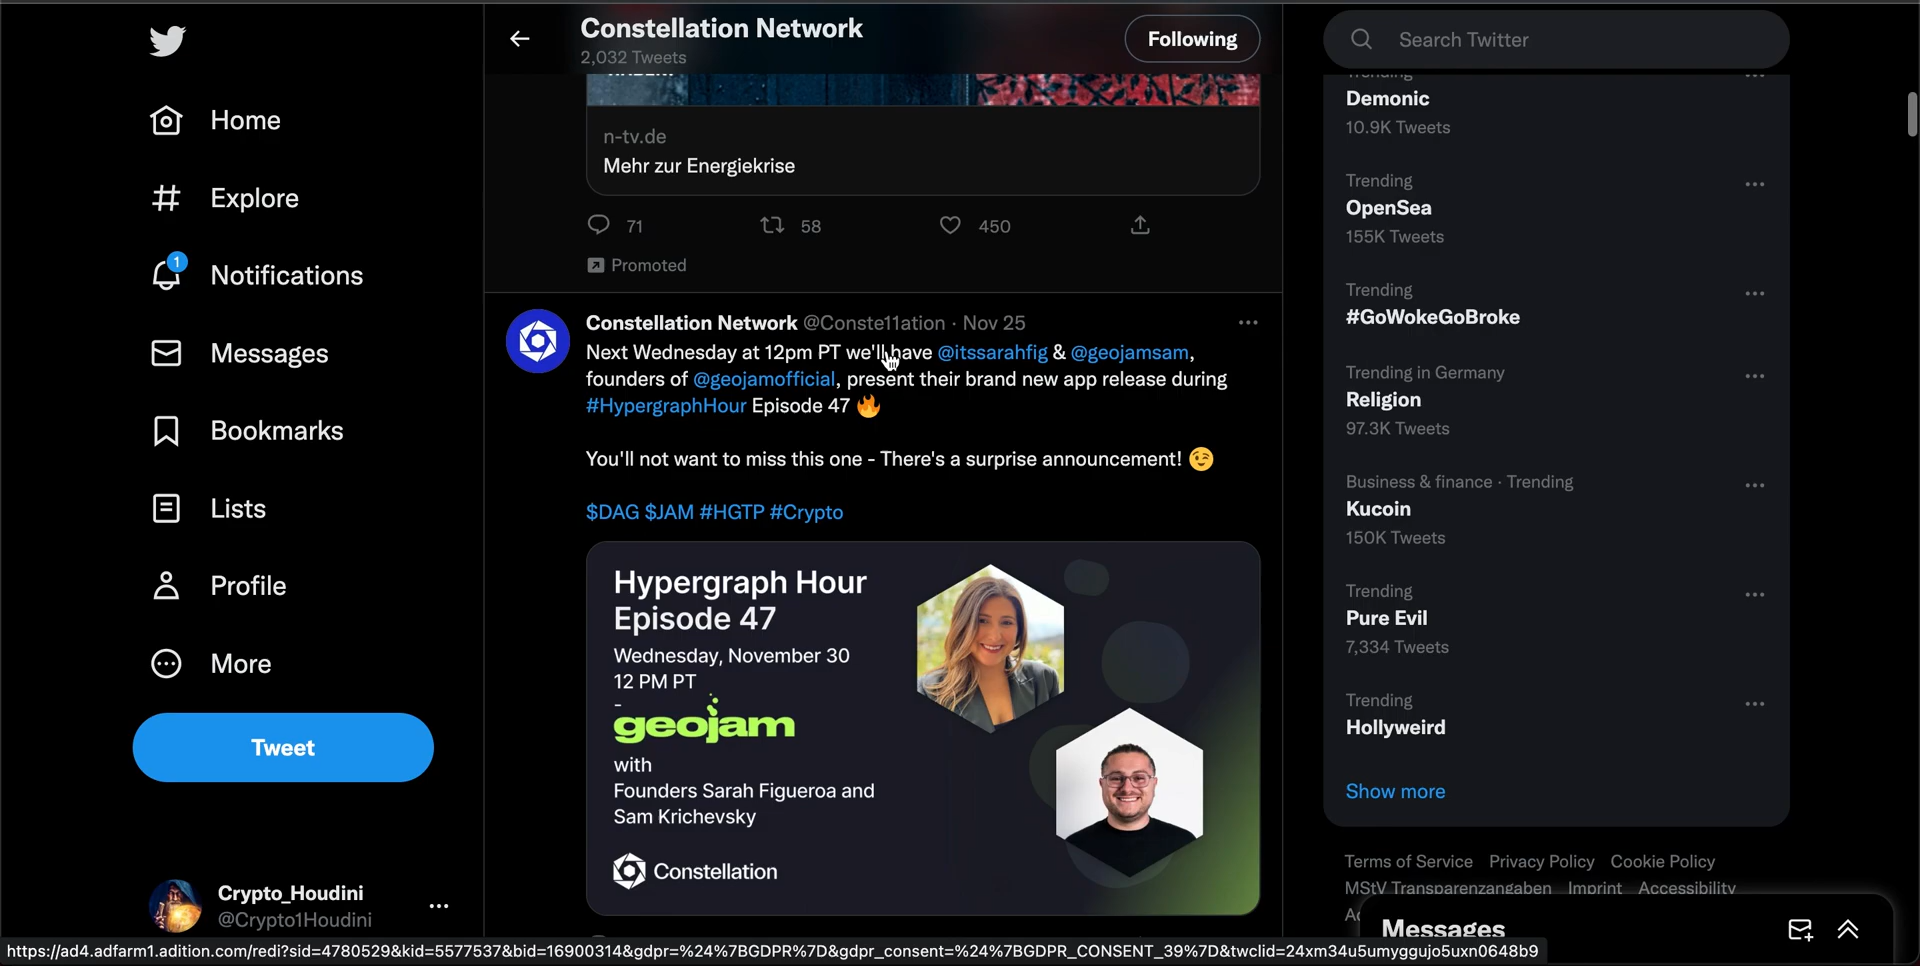 Constellation Network
2,032 Tweets
Following
Search Twitter
Home
Explore
1
Notifications
Messages
Bookmarks
Lists
Profile
More
Tweet
Crypto_Houdini
@Crypto1Houdini
n-tv.de
Mehr zur Energiekrise
71
58
450
Promoted
Constellation Network @Conste11ation · Nov 25
Next Wednesday at 12pm PT we'll have @itssarahfig & @geojamsam,
founders of @geojamofficial, present their brand new app release during
#HypergraphHour Episode 47 🔥
You'll not want to miss this one - There's a surprise announcement! 😉
$DAG $JAM #HGTP #Crypto
Hypergraph Hour
Episode 47
Wednesday, November 30
12 PM PT
-
geojam
with
Founders Sarah Figueroa and
Sam Krichevsky
Constellation
Trending
Demonic
10.9K Tweets
Trending
OpenSea
155K Tweets
Trending
#GoWokeGoBroke
Trending in Germany
Religion
97.3K Tweets
Business & finance · Trending
Kucoin
150K Tweets
Trending
Pure Evil
7,334 Tweets
Trending
Hollyweird
Show more
Terms of Service Privacy Policy Cookie Policy
MStV Transparenzangaben Imprint Accessibility
Messages
https://ad4.adfarm1.adition.com/redi?sid=4780529&kid=5577537&bid=16900314&gdpr=%24%7BGDPR%7D&gdpr_consent=%24%7BGDPR_CONSENT_39%7D&twclid=24xm34u5umyggujo5uxn0648b9